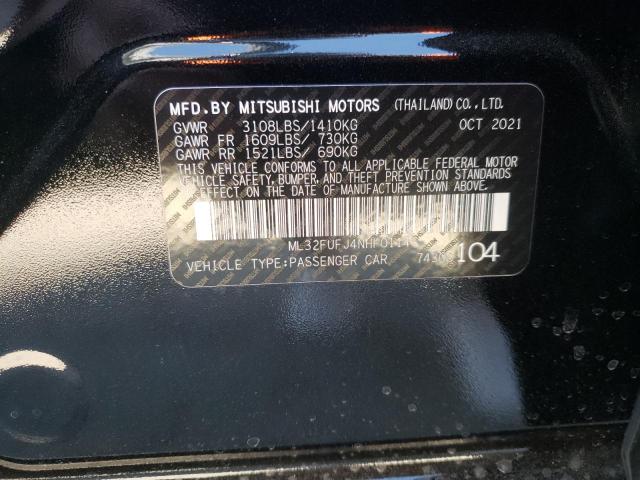 MFD.BY MITSUBISHI MOTORS (THAILAND)CO.,LTD.
GVWR 3108LBS/1410KG OCT 2021
GAWR FR 1609LBS/ 730KG
GAWR RR 1521LBS/ 690KG
THIS VEHICLE CONFORMS TO ALL APPLICABLE FEDERAL MOTOR
VEHICLE SAFETY, BUMPER, AND THEFT PREVENTION STANDARDS
IN EFFECT ON THE DATE OF MANUFACTURE SHOWN ABOVE.
VEHICLE TYPE:PASSENGER CAR
104